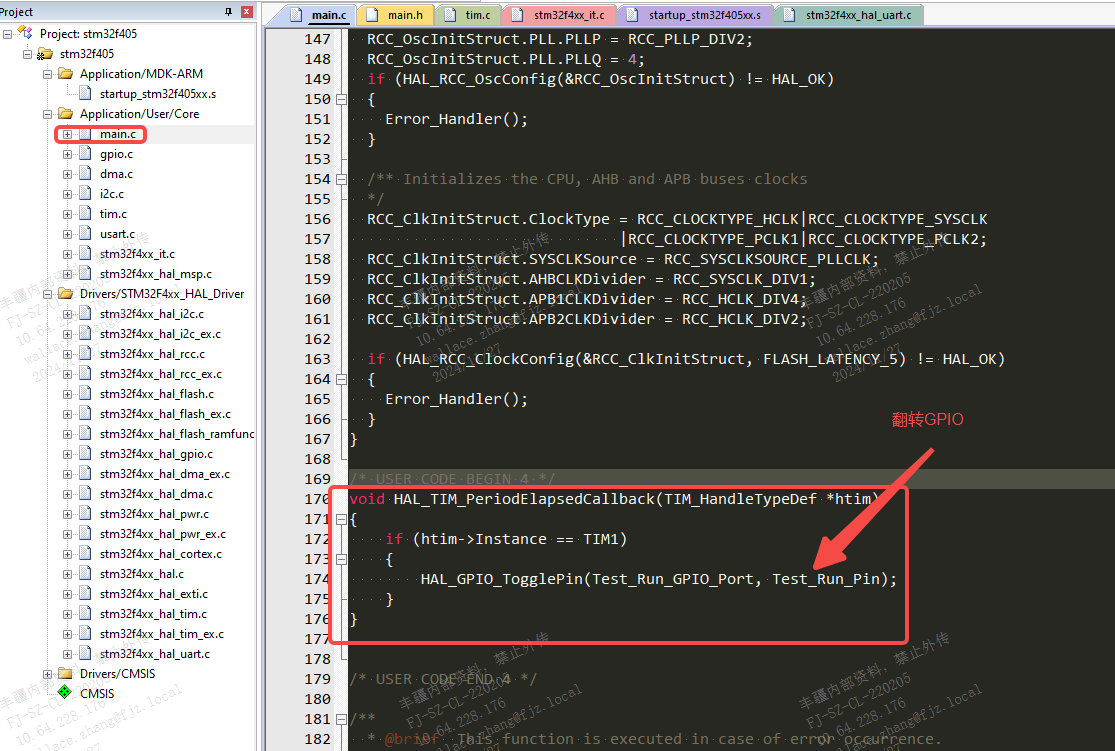 Project
Project: stm32f405
stm32f405
Application/MDK-ARM
startup_stm32f405xx.s
Application/User/Core
main.c
gpio.c
dma.c
i2c.c
tim.c
usart.c
stm32f4xx_it.c
stm32f4xx_hal_msp.c
Drivers/STM32F4xx_HAL_Driver
stm32f4xx_hal_i2c.c
stm32f4xx_hal_i2c_ex.c
stm32f4xx_hal_rcc.c
stm32f4xx_hal_rcc_ex.c
stm32f4xx_hal_flash.c
stm32f4xx_hal_flash_ex.c
stm32f4xx_hal_flash_ramfunc
stm32f4xx_hal_gpio.c
stm32f4xx_hal_dma_ex.c
stm32f4xx_hal_dma.c
stm32f4xx_hal_pwr.c
stm32f4xx_hal_pwr_ex.c
stm32f4xx_hal_cortex.c
stm32f4xx_hal.c
stm32f4xx_hal_exti.c
stm32f4xx_hal_tim.c
stm32f4xx_hal_tim_ex.c
stm32f4xx_hal_uart.c
Drivers/CMSIS
CMSIS
main.c main.h tim.c stm32f4xx_it.c startup_stm32f405xx.s stm32f4xx_hal_uart.c
147 RCC_OscInitStruct.PLL.PLLP = RCC_PLLP_DIV2;
148 RCC_OscInitStruct.PLL.PLLQ = 4;
149 if (HAL_RCC_OscConfig(&RCC_OscInitStruct) != HAL_OK)
150 {
151 Error_Handler();
152 }
153
154 /** Initializes the CPU, AHB and APB buses clocks
155 */
156 RCC_ClkInitStruct.ClockType = RCC_CLOCKTYPE_HCLK|RCC_CLOCKTYPE_SYSCLK
157 |RCC_CLOCKTYPE_PCLK1|RCC_CLOCKTYPE_PCLK2;
158 RCC_ClkInitStruct.SYSCLKSource = RCC_SYSCLKSOURCE_PLLCLK;
159 RCC_ClkInitStruct.AHBCLKDivider = RCC_SYSCLK_DIV1;
160 RCC_ClkInitStruct.APB1CLKDivider = RCC_HCLK_DIV4;
161 RCC_ClkInitStruct.APB2CLKDivider = RCC_HCLK_DIV2;
162
163 if (HAL_RCC_ClockConfig(&RCC_ClkInitStruct, FLASH_LATENCY_5) != HAL_OK)
164 {
165 Error_Handler();
166 }
167 }
168
翻转GPIO
169 /* USER CODE BEGIN 4 */
170 void HAL_TIM_PeriodElapsedCallback(TIM_HandleTypeDef *htim)
171 {
172 if (htim->Instance == TIM1)
173 {
174 HAL_GPIO_TogglePin(Test_Run_GPIO_Port, Test_Run_Pin);
175 }
176 }
177
178
179 /* USER CODE END 4 */
180
181 /**
182 * @brief This function is executed in case of error occurrence.
丰疆内部资料，禁止外传
FJ-SZ-CL-220205
10.64.228.176
wallace.zhang@fjz.local